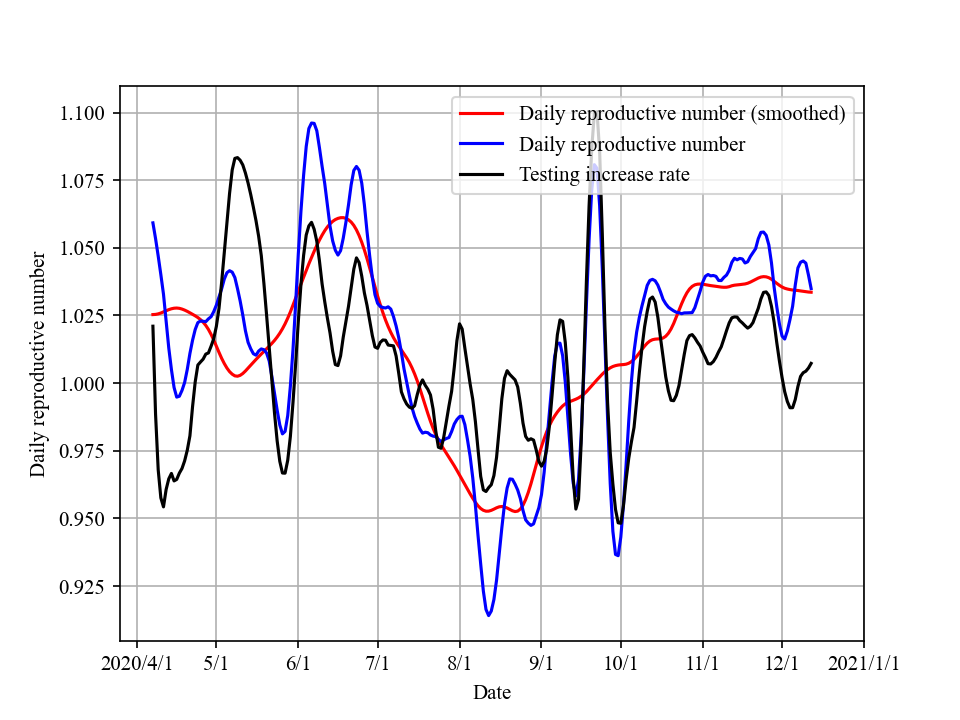 Daily reproductive number (smoothed)
Daily reproductive number
Testing increase rate
1.100
1.075
1.050
1.025
1.000
0.975
0.950
0.925
Daily reproductive number
2020/4/1 5/1 6/1 7/1 8/1 9/1 10/1 11/1 12/1 2021/1/1
Date